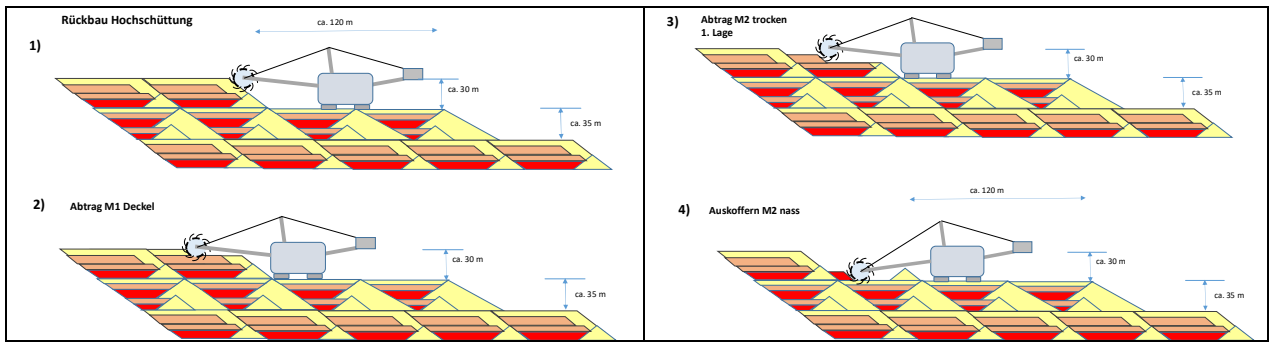 Rückbau Hochschüttung
1)
ca. 120 m
ca. 30 m
ca. 35 m
2)
Abtrag M1 Deckel
ca. 30 m
ca. 35 m
3)
Abtrag M2 trocken
1. Lage
ca. 30 m
ca. 35 m
4)
Auskoffern M2 nass
ca. 120 m
ca. 30 m
ca. 35 m